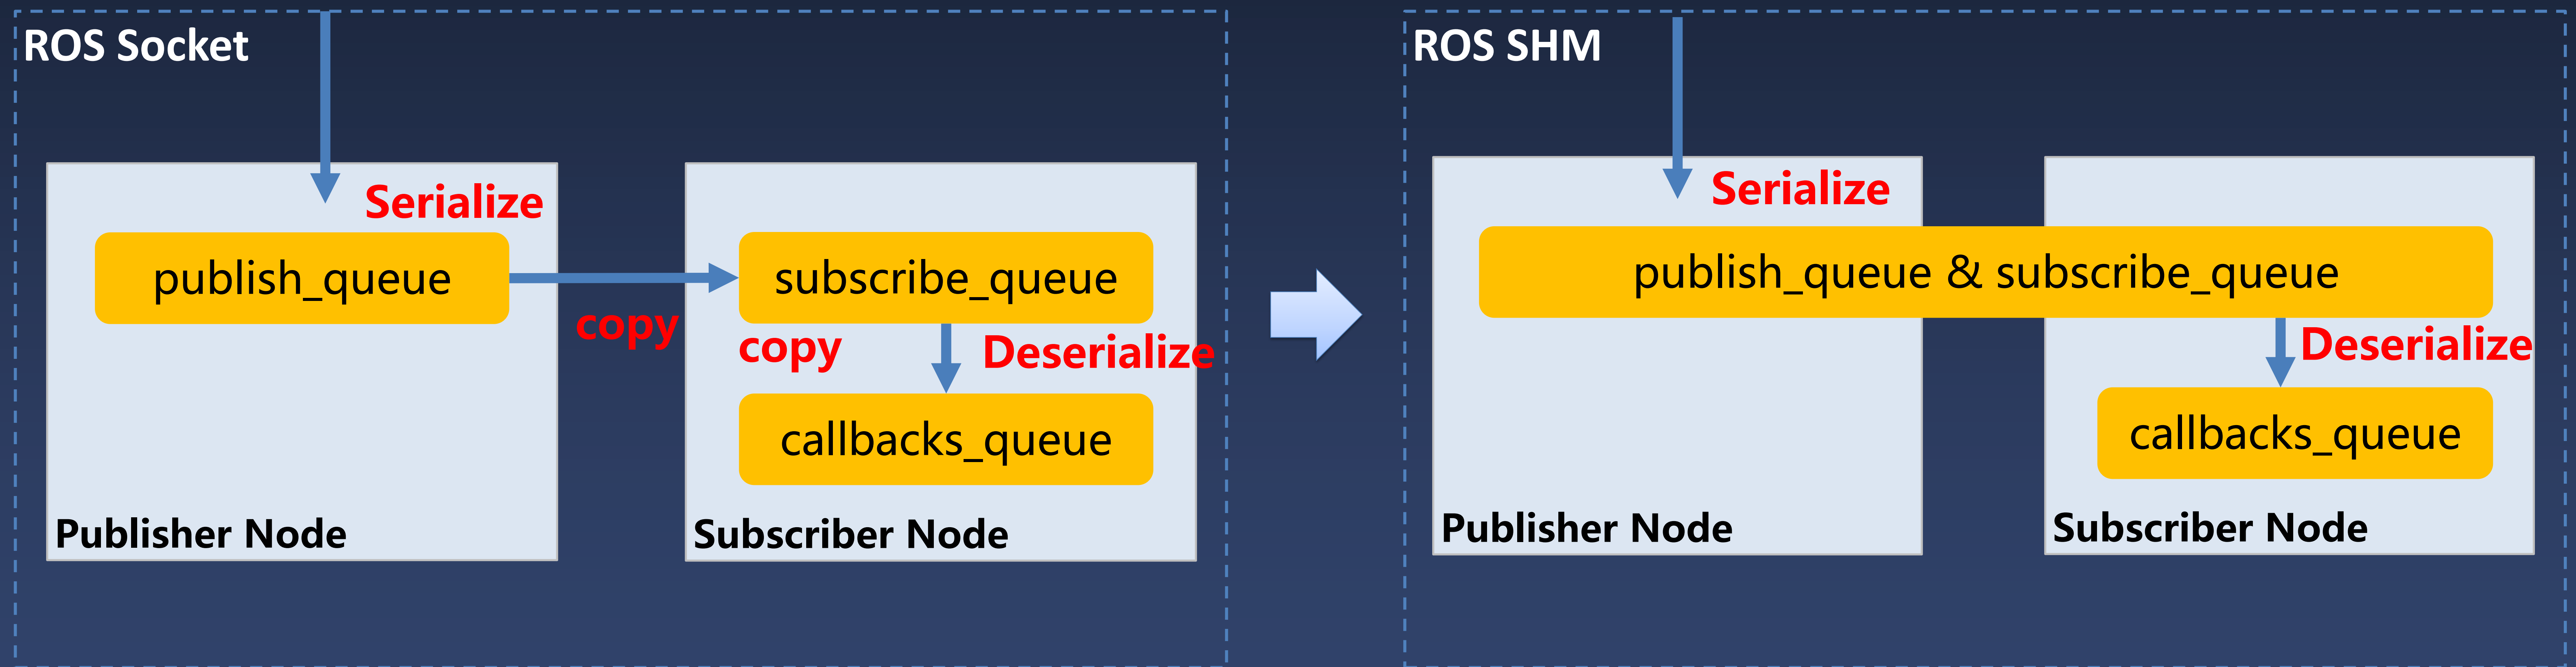 ROS Socket
Serialize
publish_queue
copy
subscribe_queue
copy
Deserialize
callbacks_queue
Publisher Node
Subscriber Node
ROS SHM
Serialize
publish_queue & subscribe_queue
Deserialize
callbacks_queue
Publisher Node
Subscriber Node